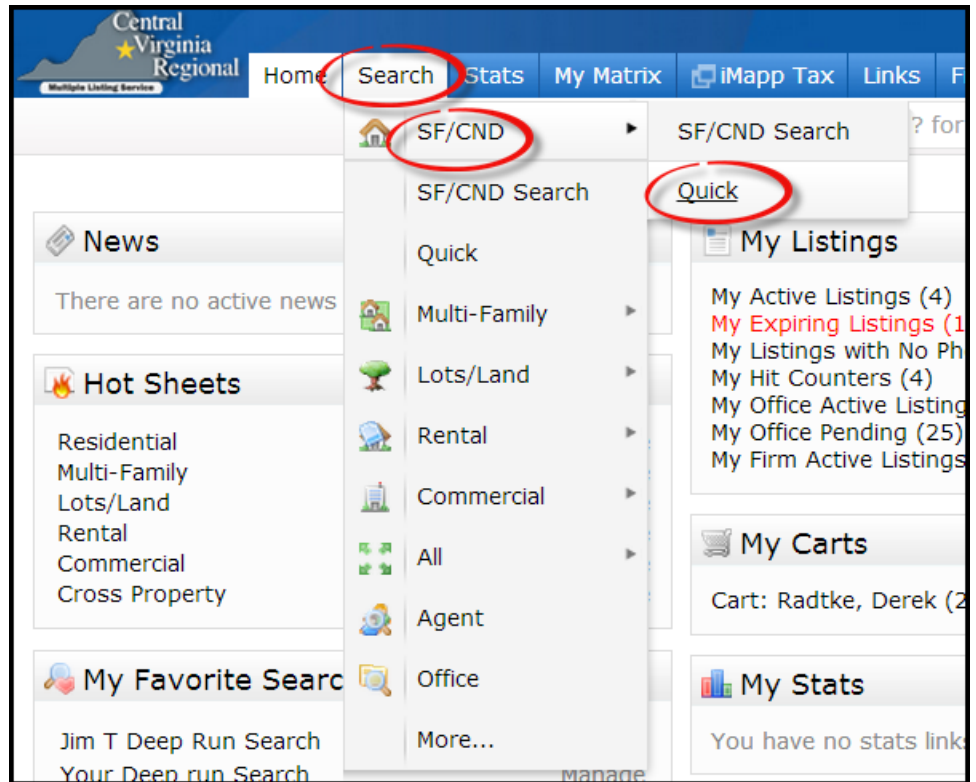 Central
Virginia
Regional
Multiple Listing Service
Home Search Stats My Matrix iMapp Tax Links F
SF/CND
SF/CND Search
Quick
Multi-Family
Lots/Land
Rental
Commercial
All
Agent
Office
More...
SF/CND Search
Quick
? for
News
There are no active news
Hot Sheets
Residential
Multi-Family
Lots/Land
Rental
Commercial
Cross Property
My Favorite Searc
Jim T Deep Run Search
Your Deep run Search
Manage
My Listings
My Active Listings (4)
My Expiring Listings (1
My Listings with No Ph
My Hit Counters (4)
My Office Active Listing
My Office Pending (25)
My Firm Active Listings
My Carts
Cart: Radtke, Derek (2
My Stats
You have no stats link